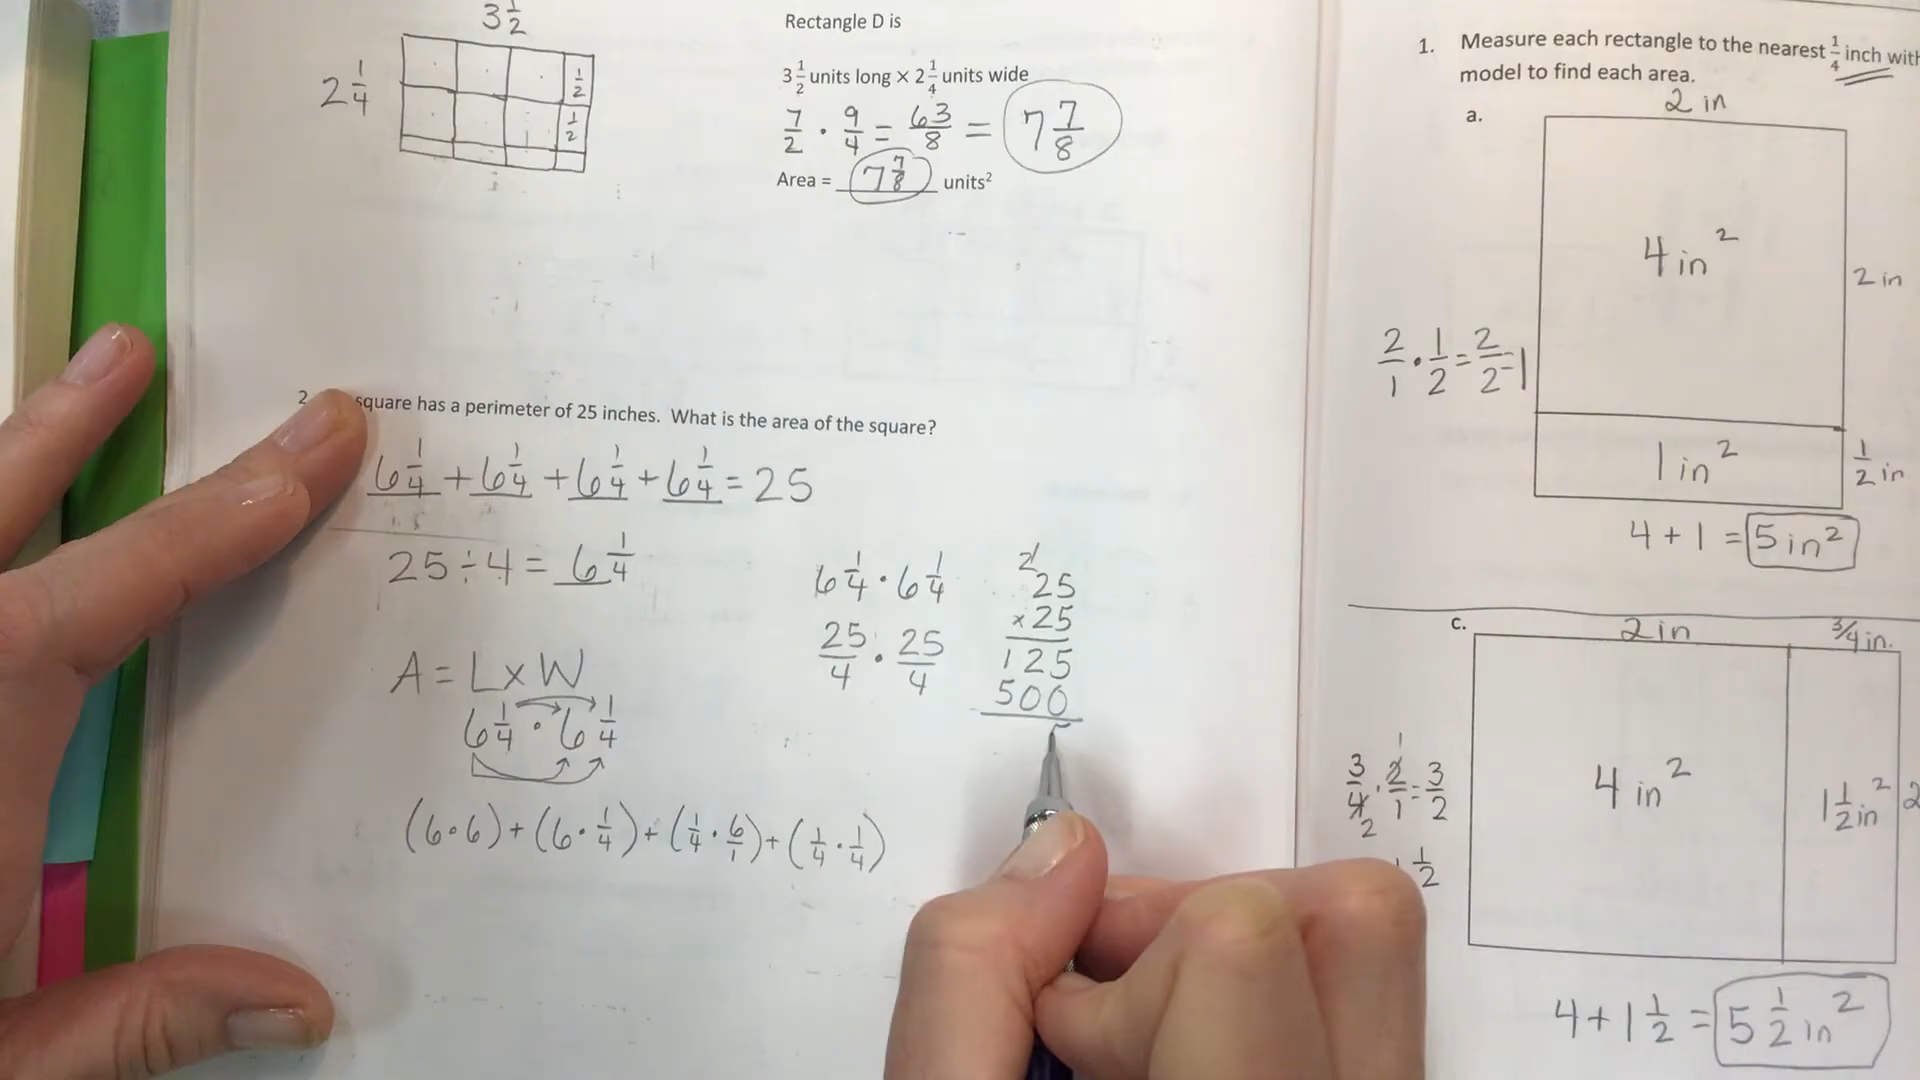 3 1/2
2 1/4
1/2
1/2
Rectangle D is
3 1/2 units long × 2 1/4 units wide
7/2 · 9/4 = 63/8 = 7 7/8
Area = 7 7/8 units²
square has a perimeter of 25 inches. What is the area of the square?
6 1/4 + 6 1/4 + 6 1/4 + 6 1/4 = 25
25 ÷ 4 = 6 1/4
A = L x W
6 1/4 · 6 1/4
(6·6) + (6·1/4) + (1/4 · 6/1) + (1/4 · 1/4)
6 1/4 · 6 1/4
25/4 · 25/4
2
25
×25
125
500
5
1. Measure each rectangle to the nearest 1/4 inch with
model to find each area.
a.
2 in
4 in²
2 in
2/1 · 1/2 = 2/2 = 1
1 in²
1/2 in
4 + 1 = 5 in²
c.
2 in
3/4 in.
4 in²
1 1/2 in²
2
3/4 · 2/1 = 3/2
1
2
1/2
4 + 1 1/2 = 5 1/2 in²